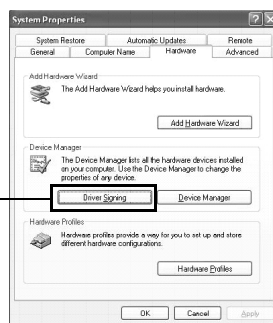 System Properties
System Restore Automatic Updates Remote
General Computer Name Hardware Advanced
Add Hardware Wizard
The Add Hardware Wizard helps you install hardware.
Add Hardware Wizard
Device Manager
The Device Manager lists all the hardware devices installed
on your computer. Use the Device Manager to change the
properties of any device.
Driver Signing Device Manager
Hardware Profiles
Hardware profiles provide a way for you to set up and store
different hardware configurations.
Hardware Profiles
OK Cancel Apply